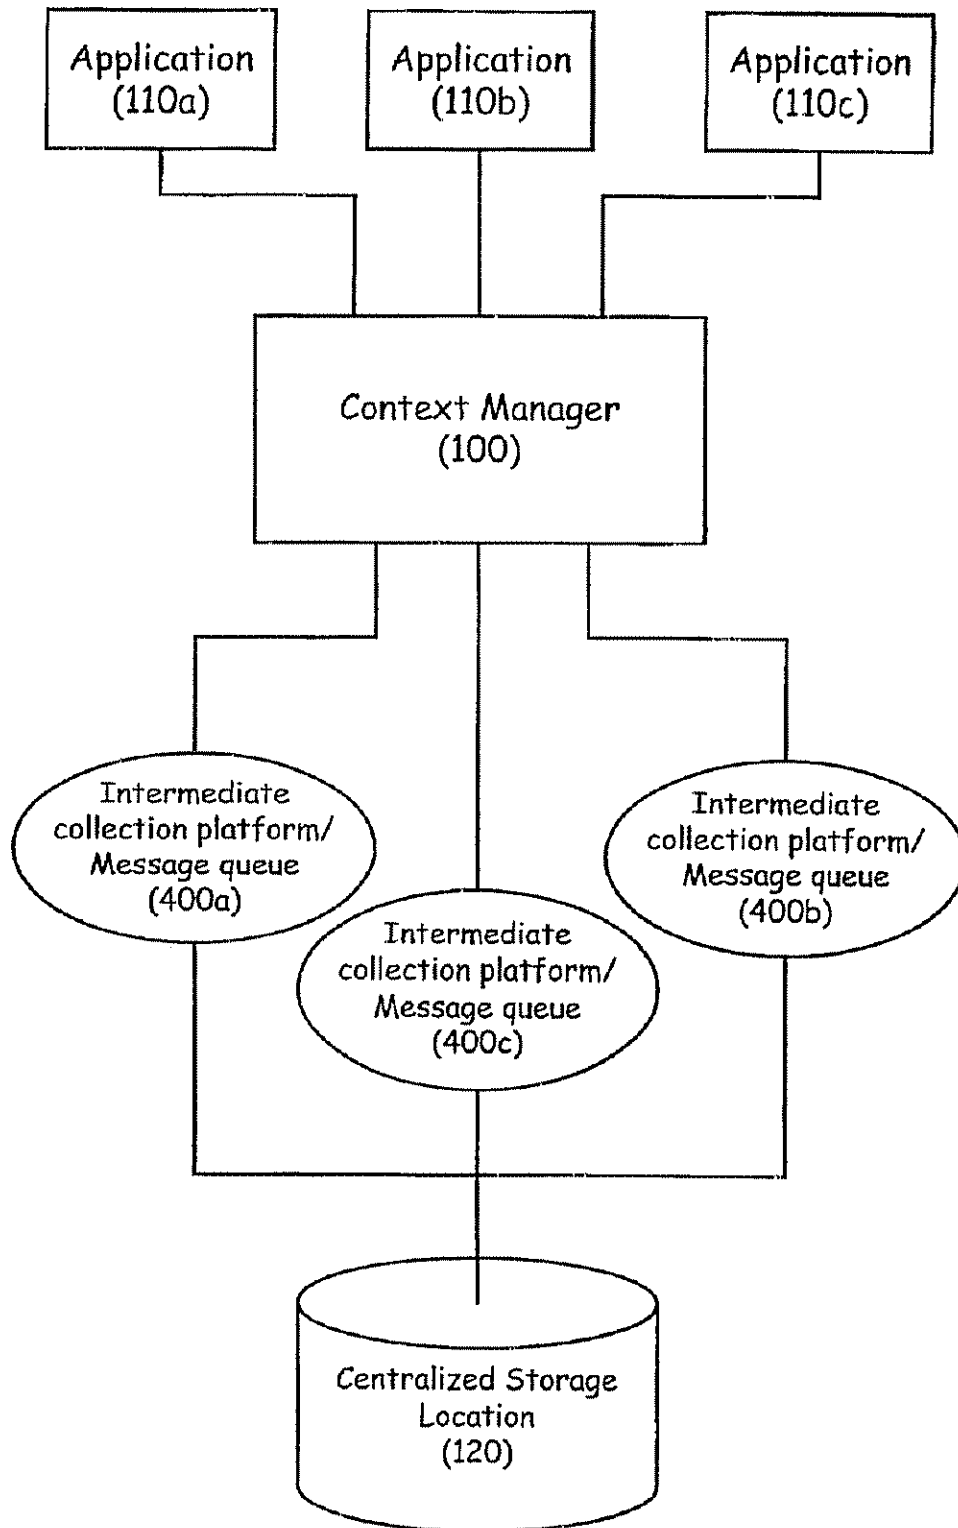 Application
(110a)
Application
(110b)
Application
(110c)
Context Manager
(100)
Intermediate
collection platform/
Message queue
(400a)
Intermediate
collection platform/
Message queue
(400b)
Intermediate
collection platform/
Message queue
(400c)
Centralized Storage
Location
(120)